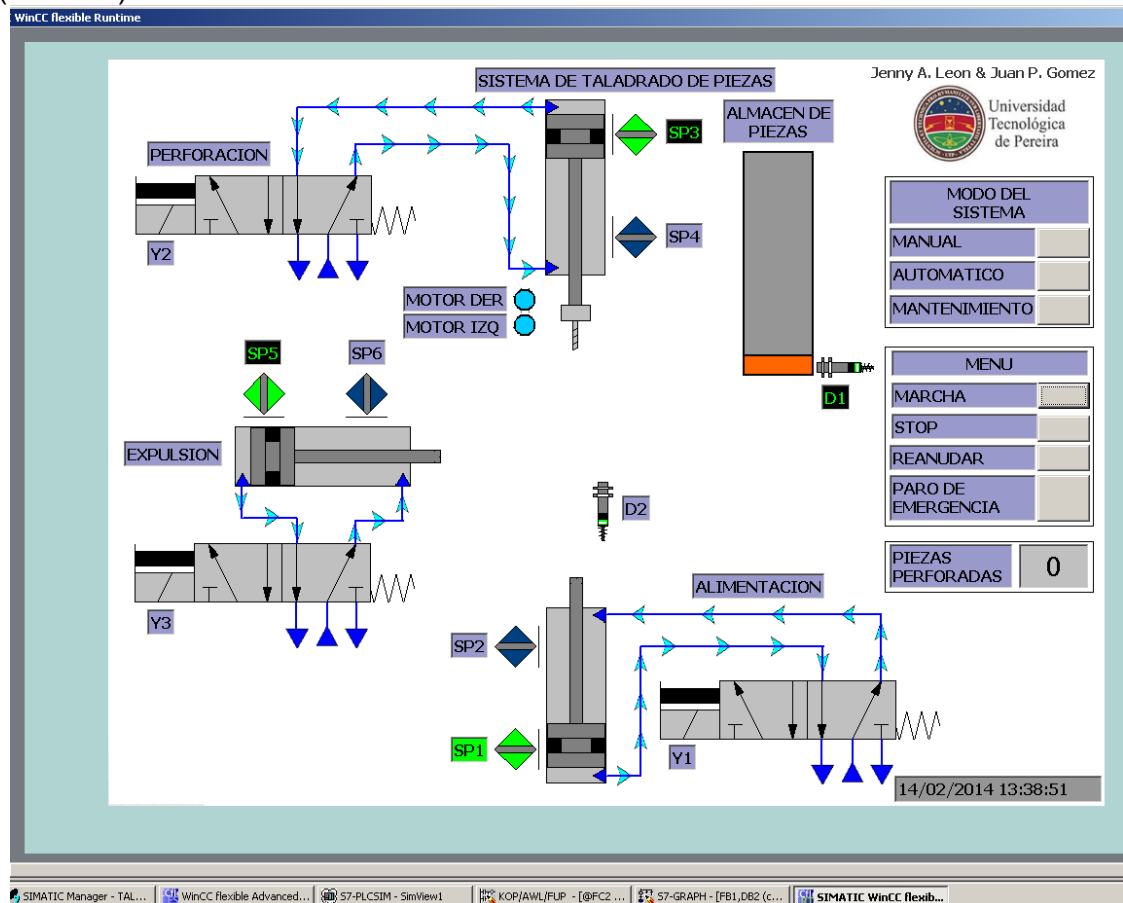 WinCC flexible Runtime
SISTEMA DE TALADRADO DE PIEZAS
Jenny A. Leon & Juan P. Gomez
Universidad
Tecnológica
de Pereira
ALMACEN DE
PIEZAS
SP3
PERFORACION
SP4
Y2
MOTOR DER
MOTOR IZQ
MODO DEL
SISTEMA
MANUAL
AUTOMATICO
MANTENIMIENTO
SP5
SP6
D1
MENU
MARCHA
STOP
REANUDAR
PARO DE
EMERGENCIA
EXPULSION
D2
PIEZAS
PERFORADAS
0
Y3
ALIMENTACION
SP2
SP1
Y1
14/02/2014 13:38:51
SIMATIC Manager - TAL...
WinCC flexible Advanced...
S7-PLCSIM - SimView1
KOP/AWL/FUP - [@FC2 ...
S7-GRAPH - [FB1,DB2 (c...
SIMATIC WinCC flexib...